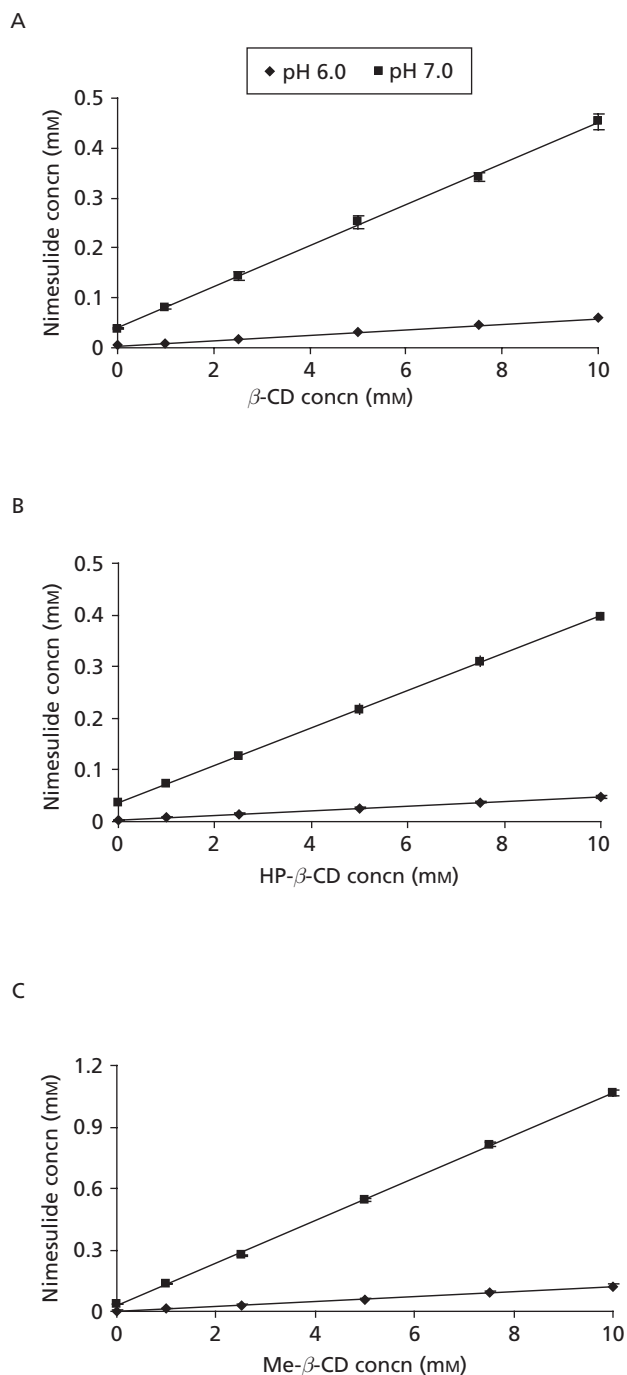 A
pH 6.0 pH 7.0
Nimesulide concn (mM)
0.5
0.4
0.3
0.2
0.1
0
0 2 4 6 8 10
β-CD concn (mM)
B
Nimesulide concn (mM)
0.5
0.4
0.3
0.2
0.1
0
0 2 4 6 8 10
HP-β-CD concn (mM)
C
Nimesulide concn (mM)
1.2
0.9
0.6
0.3
0
0 2 4 6 8 10
Me-β-CD concn (mM)